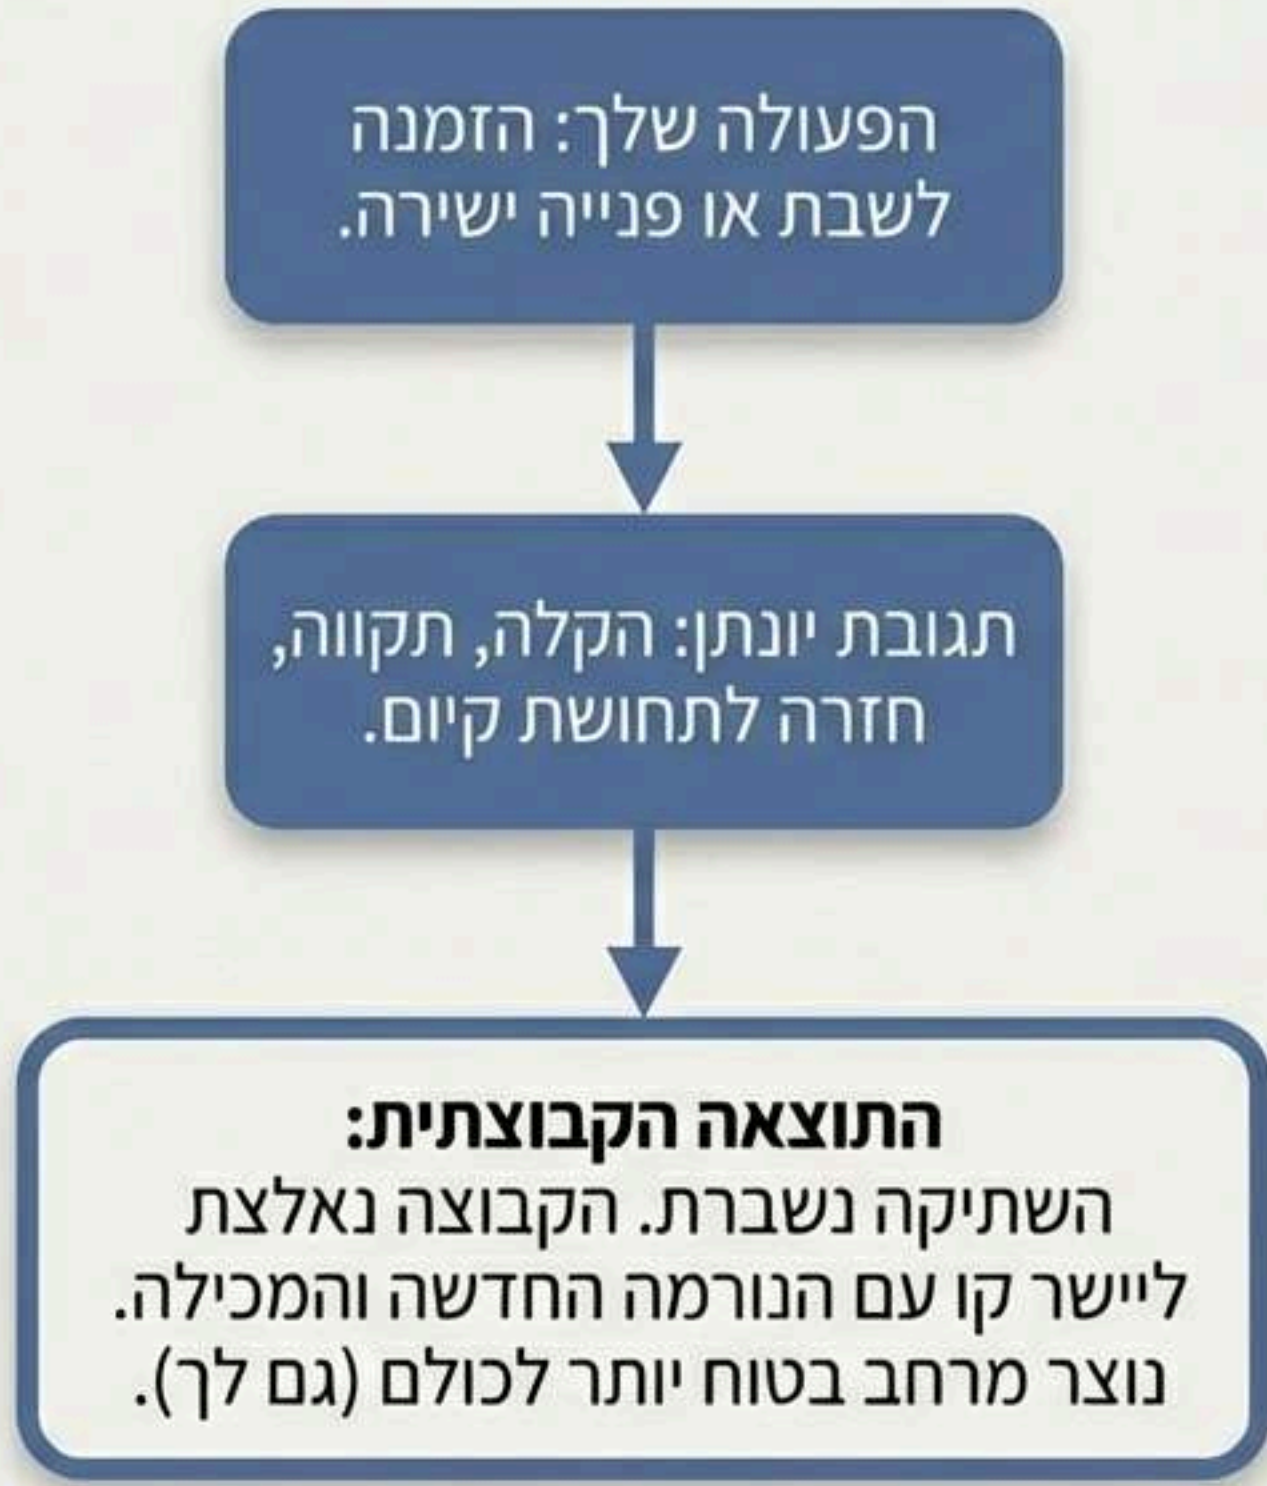 הפעולה שלך: הזמנה
לשבת או פנייה ישירה.
תגובת יונתן: הקלה, תקווה,
חזרה לתחושת קיום.
התוצאה הקבוצתית:
השתיקה נשברת. הקבוצה נאלצת
ליישר קו עם הנורמה החדשה והמכילה.
נוצר מרחב בטוח יותר לכולם (גם לך).